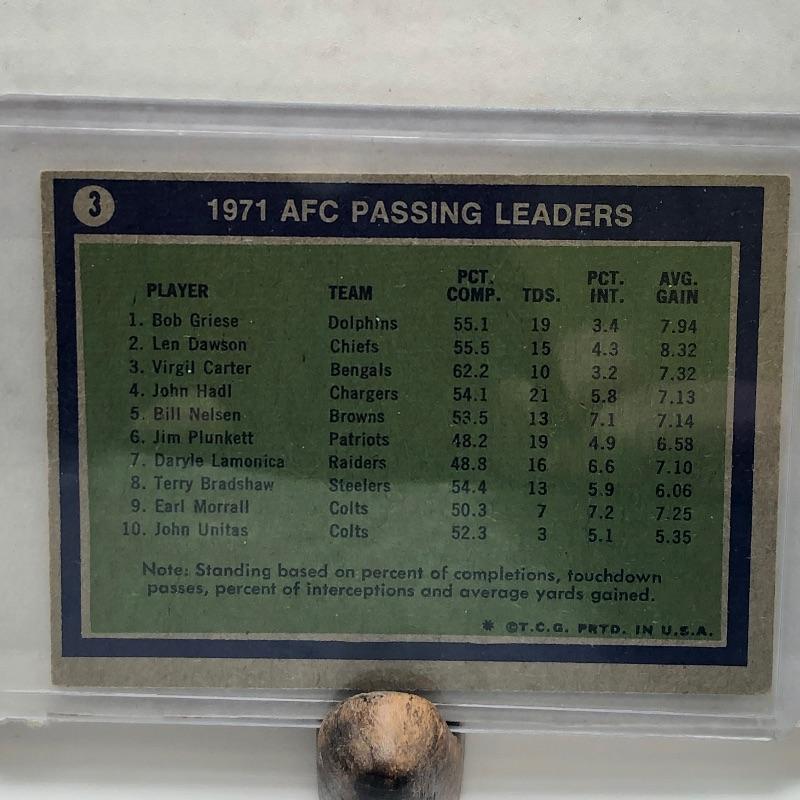 3
1971 AFC PASSING LEADERS
PLAYER TEAM PCT. COMP. TDS. PCT. INT. AVG. GAIN
1. Bob Griese Dolphins 55.1 19 3.4 7.94
2. Len Dawson Chiefs 55.5 15 4.3 8.32
3. Virgil Carter Bengals 62.2 10 3.2 7.32
4. John Hadl Chargers 54.1 21 5.8 7.13
5. Bill Nelsen Browns 53.5 13 7.1 7.14
6. Jim Plunkett Patriots 48.2 19 4.9 6.58
7. Daryle Lamonica Raiders 48.8 16 6.6 7.10
8. Terry Bradshaw Steelers 54.4 13 5.9 6.06
9. Earl Morrall Colts 50.3 7 7.2 7.25
10. John Unitas Colts 52.3 3 5.1 5.35
Note: Standing based on percent of completions, touchdown
passes, percent of interceptions and average yards gained.
* ©T.C.G. PRTD. IN U.S.A.